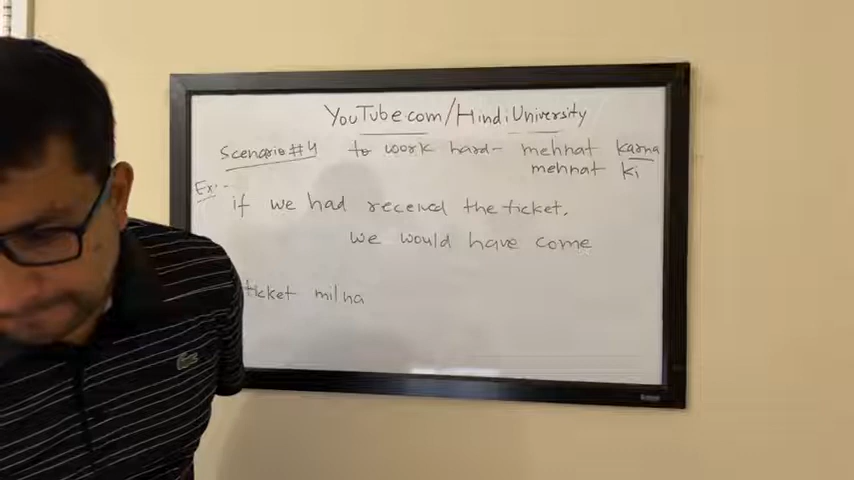 YouTube.com/HindiUniversity
Scenario#4 to work hard- mehnat karna
mehnat ki
Ex:-
if we had received the ticket,
we would have come
ticket milna